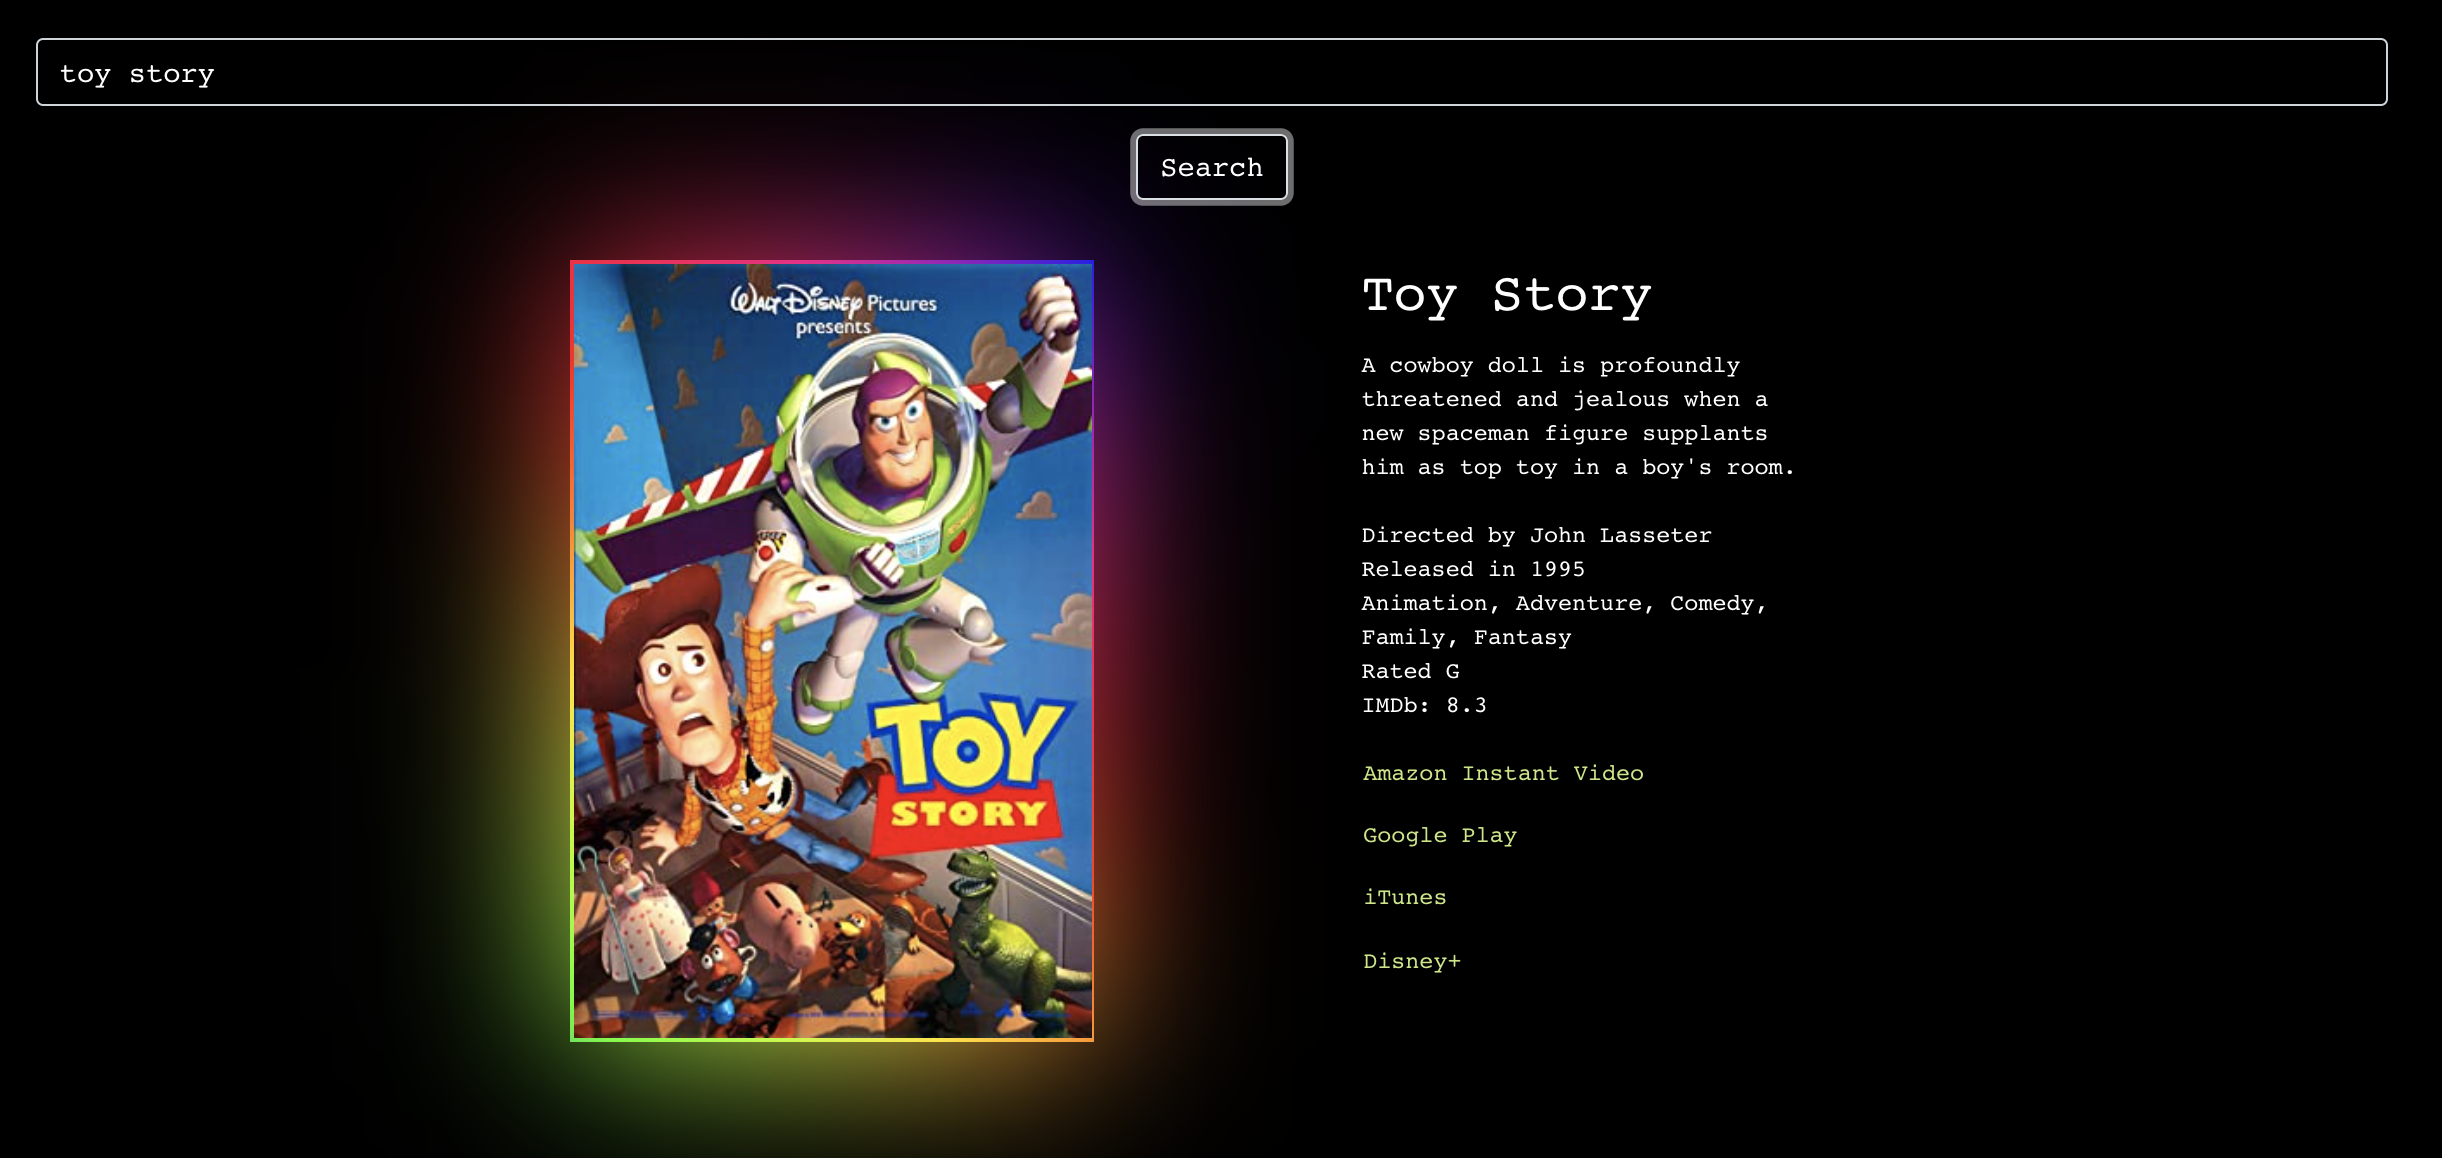 toy story
Search
WALT DISNEY Pictures
presents
TOY
STORY
Toy Story
A cowboy doll is profoundly
threatened and jealous when a
new spaceman figure supplants
him as top toy in a boy's room.
Directed by John Lasseter
Released in 1995
Animation, Adventure, Comedy,
Family, Fantasy
Rated G
IMDb: 8.3
Amazon Instant Video
Google Play
iTunes
Disney+